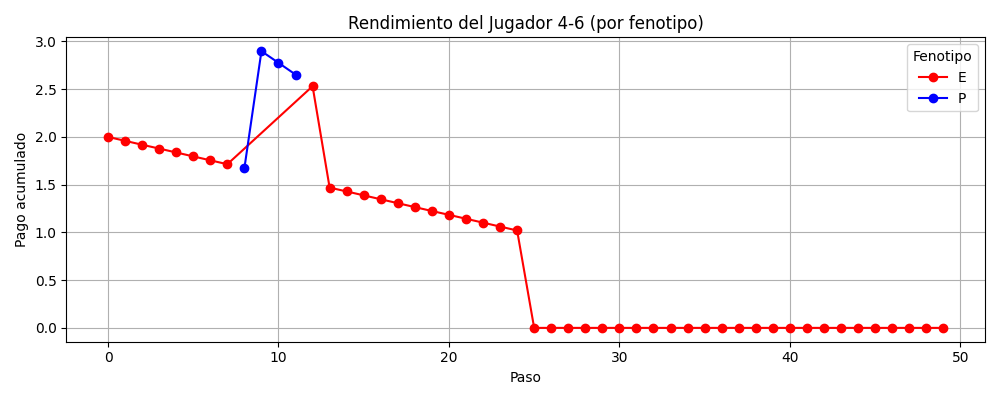 Rendimiento del Jugador 4-6 (por fenotipo)
Pago acumulado
3.0
2.5
2.0
1.5
1.0
0.5
0.0
Fenotipo
E
P
0
10
20
30
40
50
Paso